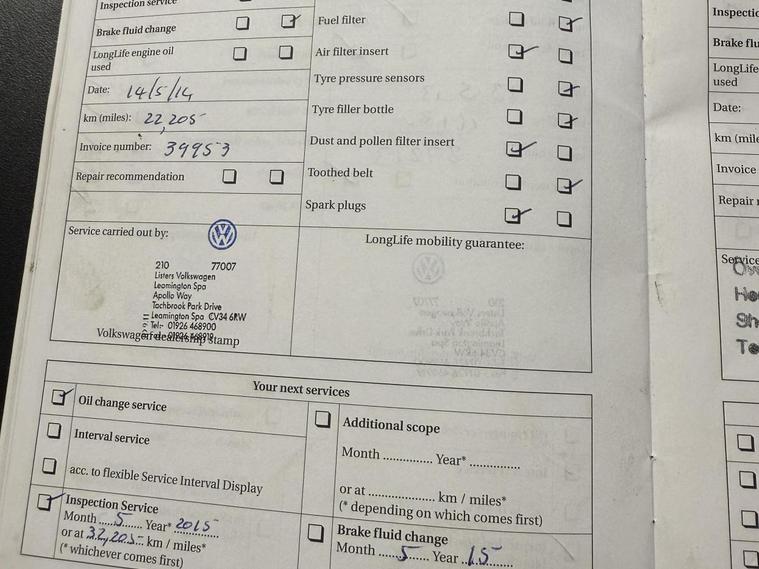 Inspection service
Brake fluid change
LongLife engine oil
used
Date: 14/5/14
km (miles): 22,205
Invoice number: 39953
Repair recommendation
Fuel filter
Air filter insert
Tyre pressure sensors
Tyre filler bottle
Dust and pollen filter insert
Toothed belt
Spark plugs
Service carried out by:
210 77007
Listers Volkswagen
Leamington Spa
Apollo Way
Tachbrook Park Drive
Leamington Spa CV34 6RW
Tel:- 01926 468900
Volkswagen dealership stamp
LongLife mobility guarantee:
Your next services
Oil change service
Interval service
acc. to flexible Service Interval Display
Inspection Service
Month 5 Year* 2015
or at 32,205 km / miles*
(* whichever comes first)
Additional scope
Month .............. Year* ...............
or at .................... km / miles*
(* depending on which comes first)
Brake fluid change
Month 5 Year 15
Brake flu
LongLife
used
Date:
km (mile
Invoice
Repair r
Service